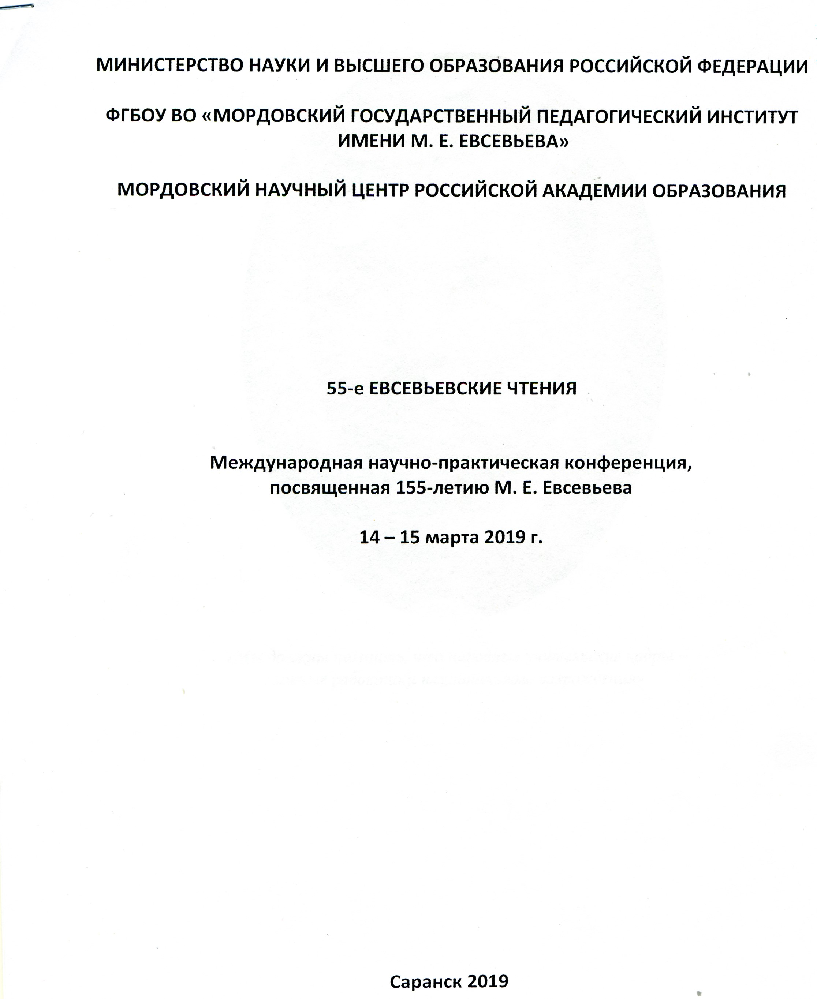 МИНИСТЕРСТВО НАУКИ И ВЫСШЕГО ОБРАЗОВАНИЯ РОССИЙСКОЙ ФЕДЕРАЦИИ
ФГБОУ ВО «МОРДОВСКИЙ ГОСУДАРСТВЕННЫЙ ПЕДАГОГИЧЕСКИЙ ИНСТИТУТ
ИМЕНИ М. Е. ЕВСЕВЬЕВА»
МОРДОВСКИЙ НАУЧНЫЙ ЦЕНТР РОССИЙСКОЙ АКАДЕМИИ ОБРАЗОВАНИЯ
55-е ЕВСЕВЬЕВСКИЕ ЧТЕНИЯ
Международная научно-практическая конференция,
посвященная 155-летию М. Е. Евсевьева
14 – 15 марта 2019 г.
Саранск 2019